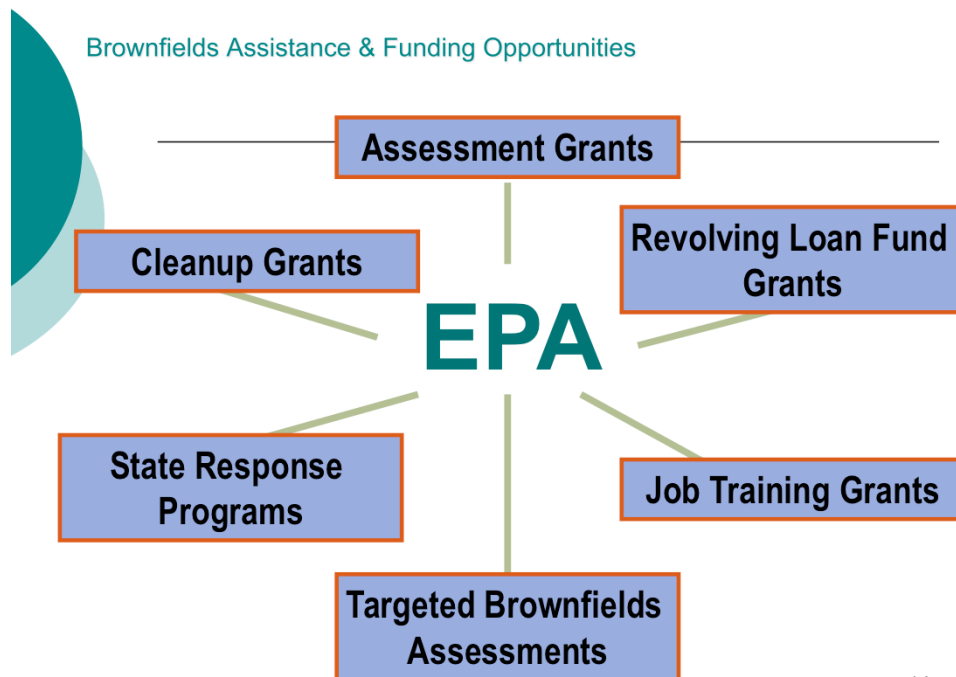 Brownfields Assistance & Funding Opportunities
Assessment Grants
Cleanup Grants
Revolving Loan Fund
Grants
EPA
State Response
Programs
Job Training Grants
Targeted Brownfields
Assessments